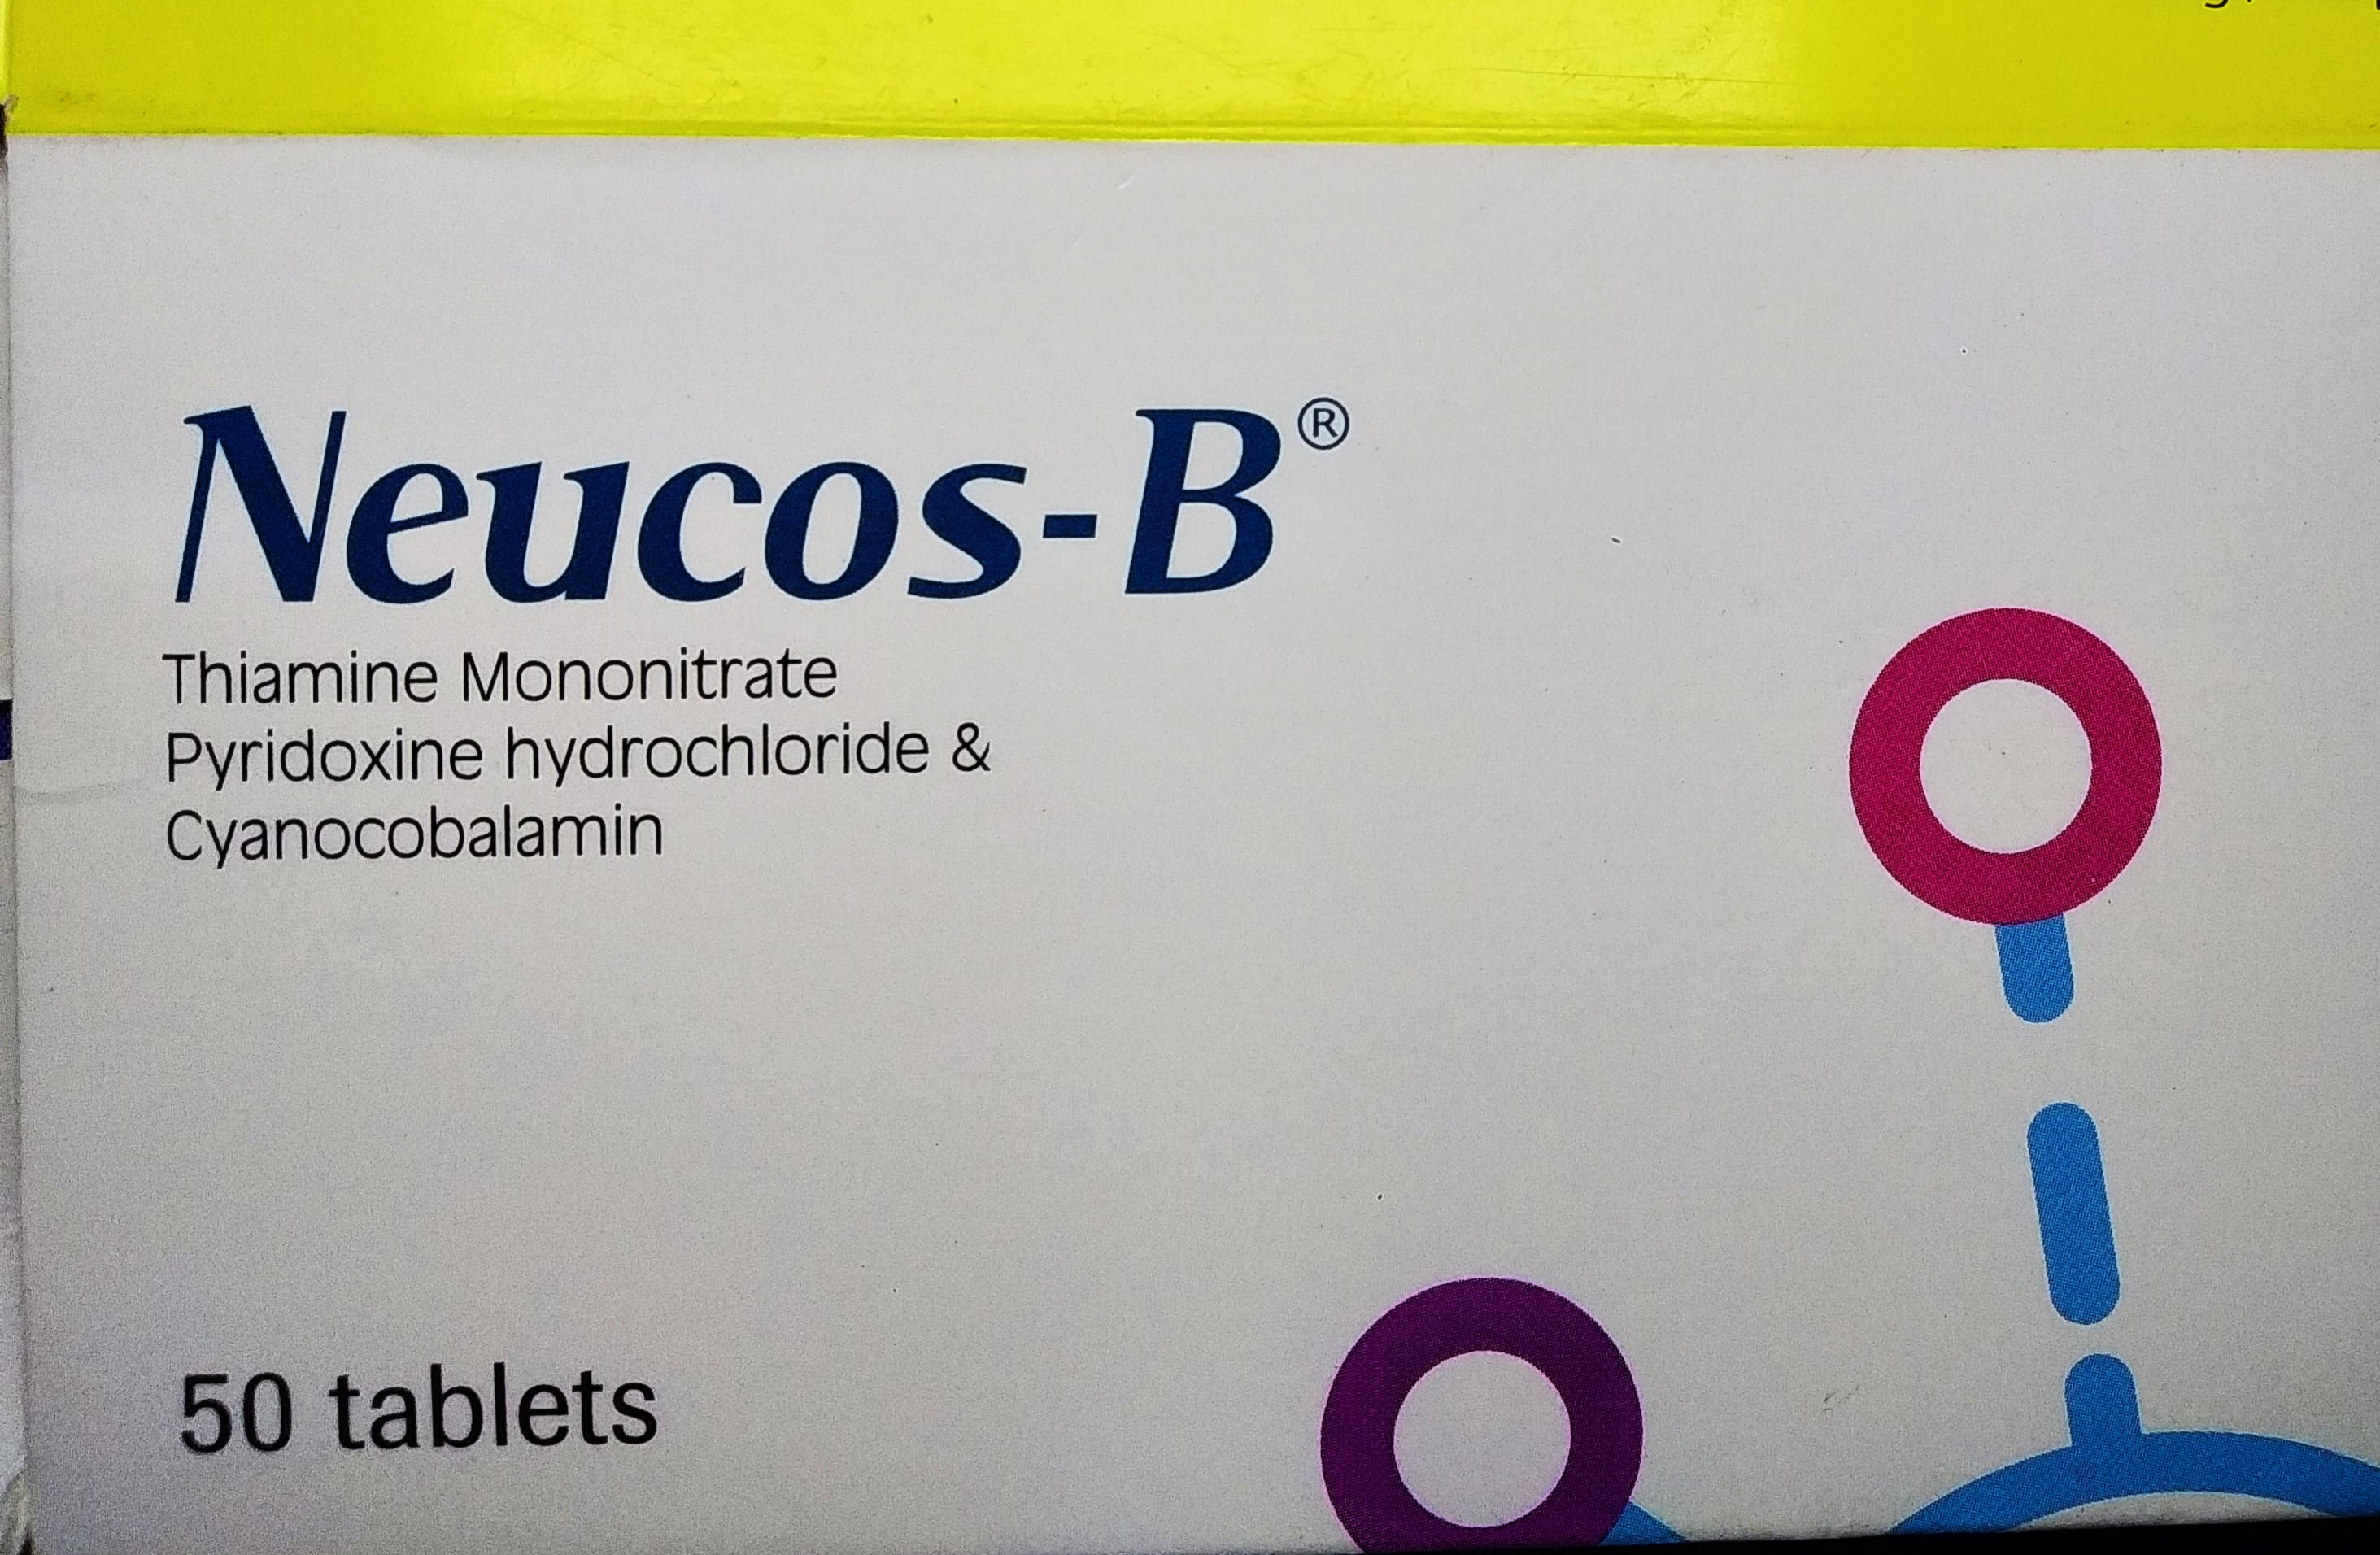 Neucos-B®
Thiamine Mononitrate
Pyridoxine hydrochloride &
Cyanocobalamin
50 tablets